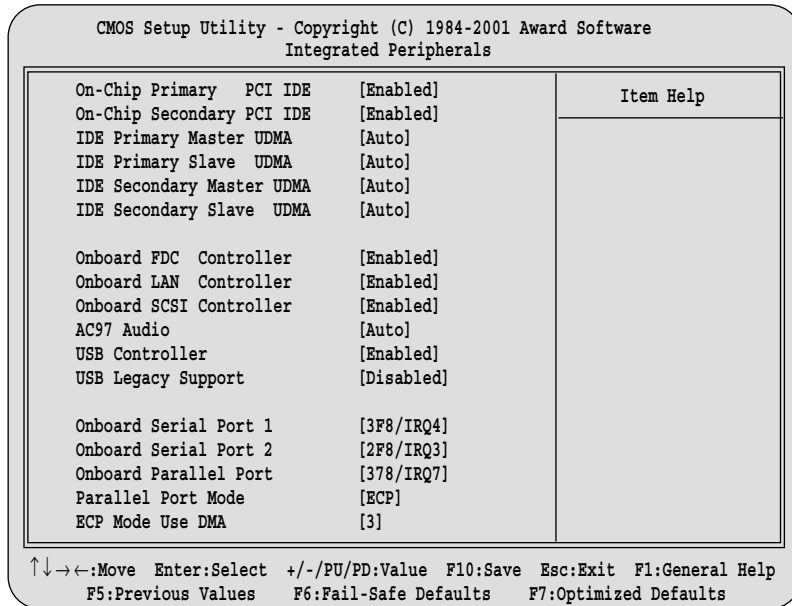 CMOS Setup Utility - Copyright (C) 1984-2001 Award Software
Integrated Peripherals
On-Chip Primary PCI IDE [Enabled]
On-Chip Secondary PCI IDE [Enabled]
IDE Primary Master UDMA [Auto]
IDE Primary Slave UDMA [Auto]
IDE Secondary Master UDMA [Auto]
IDE Secondary Slave UDMA [Auto]
Onboard FDC Controller [Enabled]
Onboard LAN Controller [Enabled]
Onboard SCSI Controller [Enabled]
AC97 Audio [Auto]
USB Controller [Enabled]
USB Legacy Support [Disabled]
Onboard Serial Port 1 [3F8/IRQ4]
Onboard Serial Port 2 [2F8/IRQ3]
Onboard Parallel Port [378/IRQ7]
Parallel Port Mode [ECP]
ECP Mode Use DMA [3]
Item Help
↑↓→←:Move Enter:Select +/-/PU/PD:Value F10:Save Esc:Exit F1:General Help
F5:Previous Values F6:Fail-Safe Defaults F7:Optimized Defaults